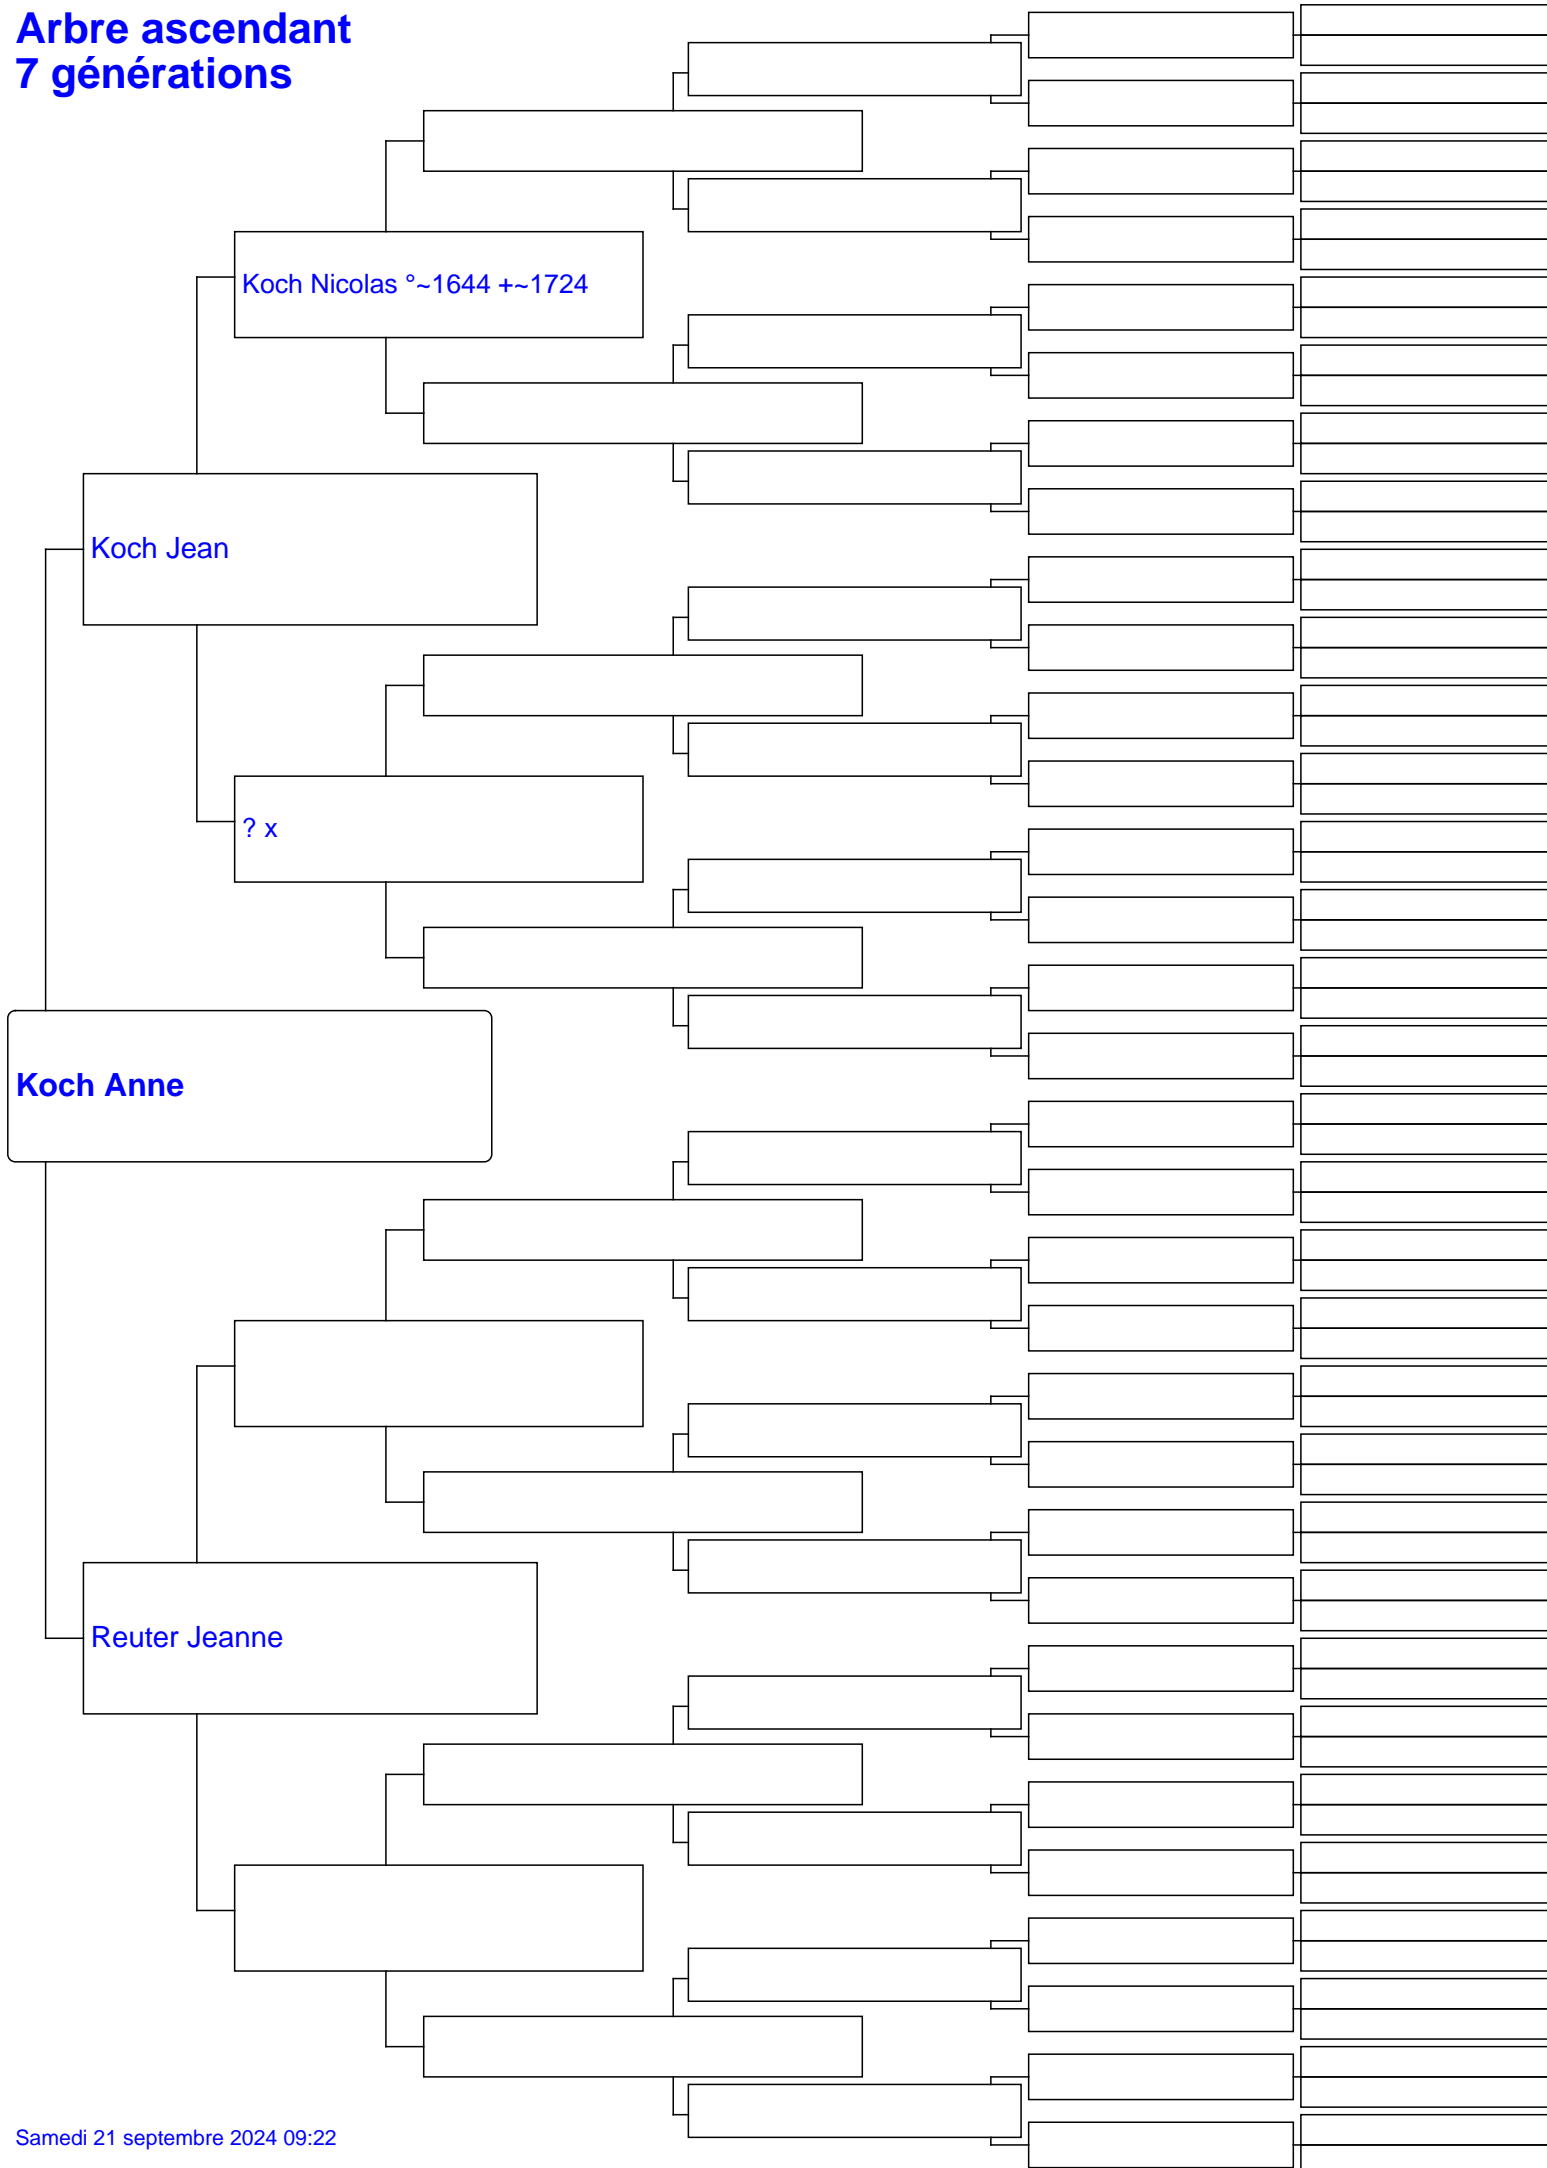 Arbre ascendant
7 générations
Koch Nicolas °~1644 +~1724
Koch Jean
? x
Koch Anne
Reuter Jeanne
Samedi 21 septembre 2024 09:22